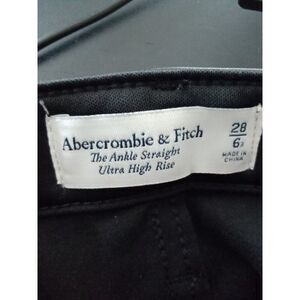 Abercrombie & Fitch
The Ankle Straight
Ultra High Rise
28
6
MADE IN
CHINA